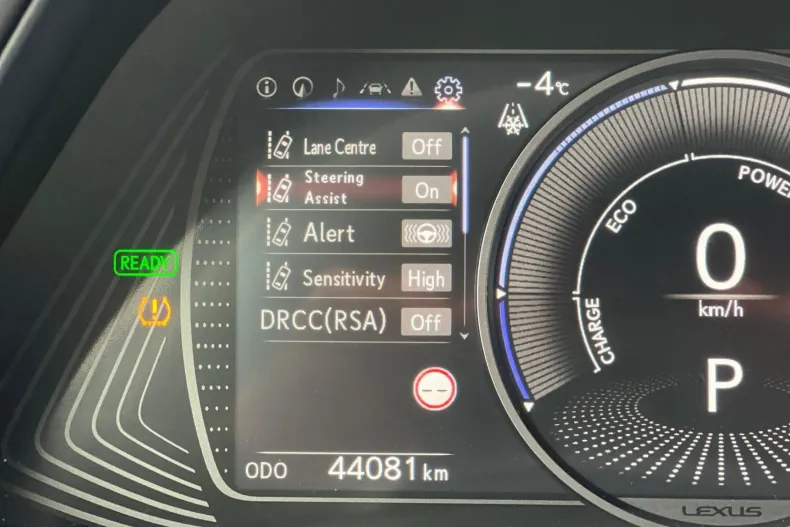 -4°C
Lane Centre Off
Steering
Assist On
Alert
Sensitivity High
DRCC(RSA) Off
--
ODO 44081 km
READY
POWER
ECO
CHARGE
0
km/h
P
LEXUS